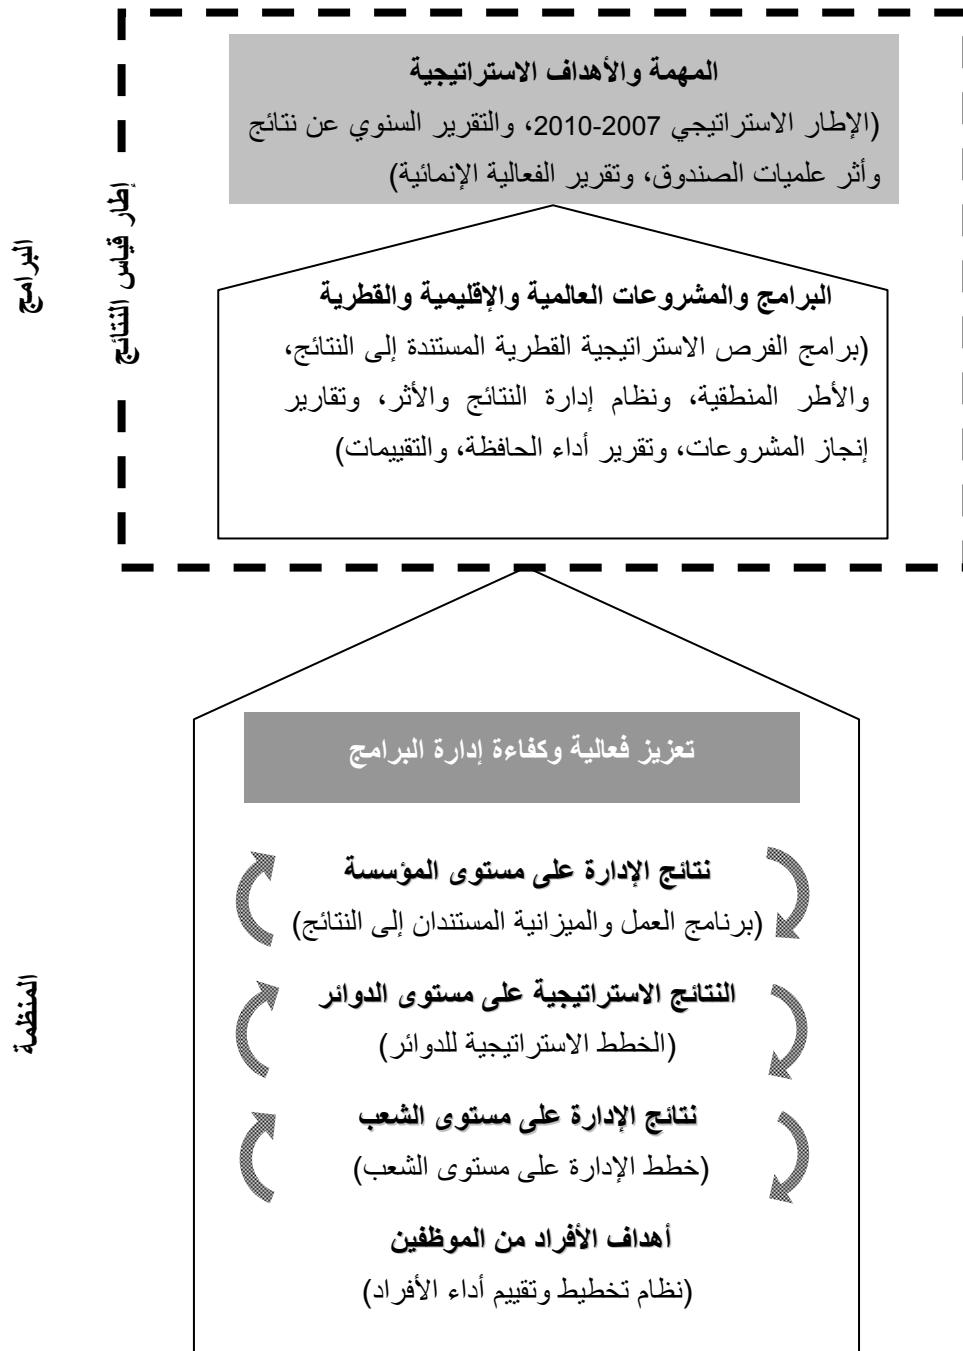 المهمة والأهداف الاستراتيجية
(الإطار الاستراتيجي 2007-2010، والتقرير السنوي عن نتائج
وأثر علميات الصندوق، وتقرير الفعالية الإنمائية)
البرامج
إطار قياس النتائج
البرامج والمشروعات العالمية والإقليمية والقطرية
(برامج الفرص الاستراتيجية القطرية المستندة إلى النتائج،
والأطر المنطقية، ونظام إدارة النتائج والأثر، وتقارير
إنجاز المشروعات، وتقرير أداء الحافظة، والتقييمات)
تعزيز فعالية وكفاءة إدارة البرامج
نتائج الإدارة على مستوى المؤسسة
(برنامج العمل والميزانية المستندان إلى النتائج)
النتائج الاستراتيجية على مستوى الدوائر
(الخطط الاستراتيجية للدوائر)
المنظمة
نتائج الإدارة على مستوى الشعب
(خطط الإدارة على مستوى الشعب)
أهداف الأفراد من الموظفين
(نظام تخطيط وتقييم أداء الأفراد)